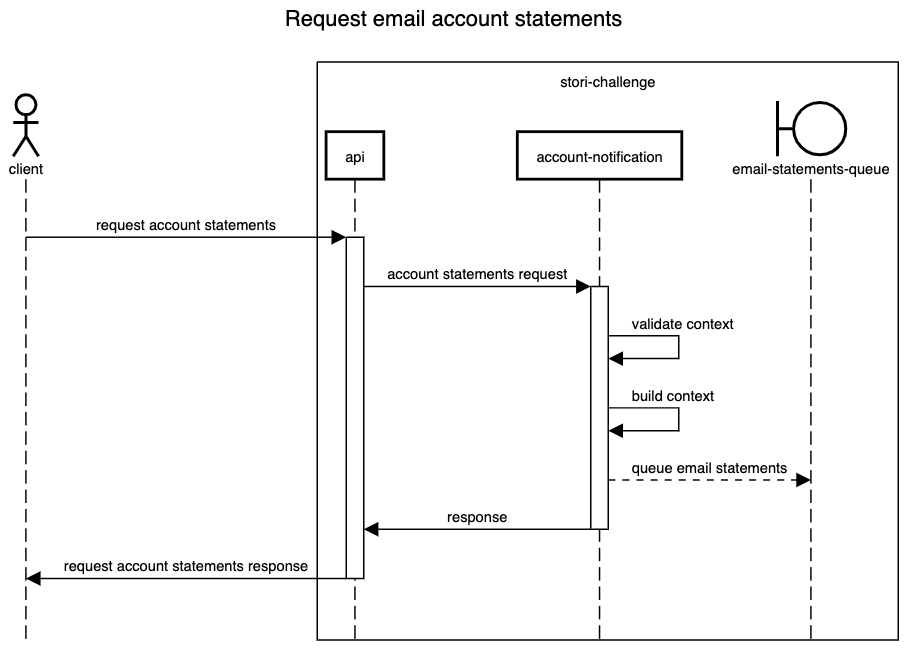 Request email account statements
stori-challenge
client
api
account-notification
email-statements-queue
request account statements
account statements request
validate context
build context
queue email statements
response
request account statements response